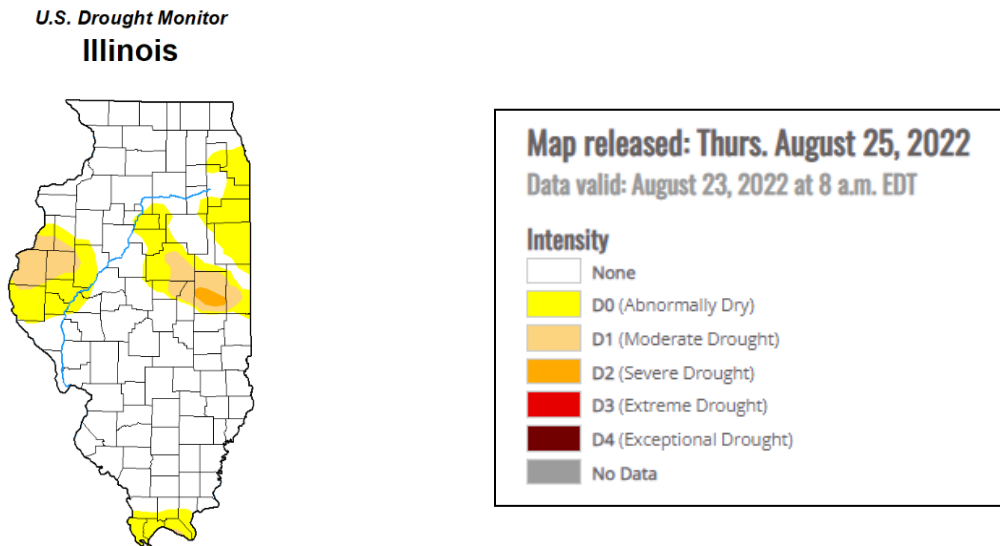 U.S. Drought Monitor
Illinois
Map released: Thurs. August 25, 2022
Data valid: August 23, 2022 at 8 a.m. EDT
Intensity
None
D0 (Abnormally Dry)
D1 (Moderate Drought)
D2 (Severe Drought)
D3 (Extreme Drought)
D4 (Exceptional Drought)
No Data